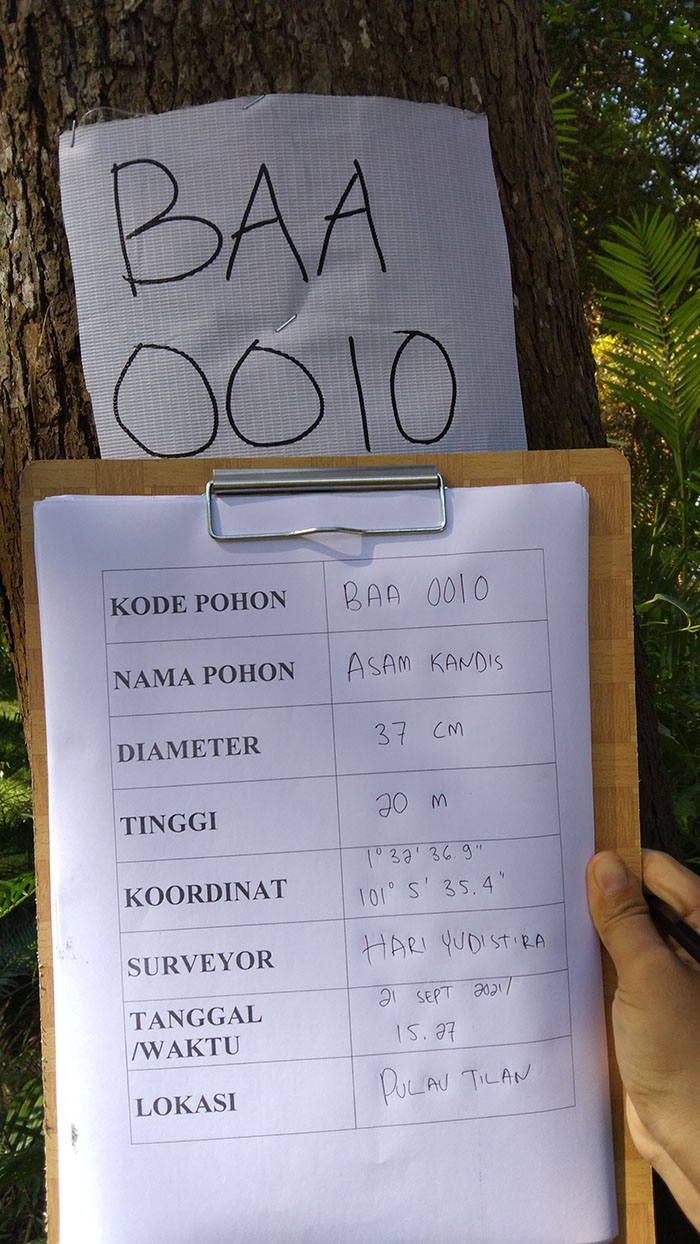 BAA
0010
KODE POHON BAA 0010
NAMA POHON ASAM KANDIS
DIAMETER 37 CM
TINGGI 20 M
KOORDINAT 1° 32' 36.9"
101° 5' 35.4"
SURVEYOR HARI YUDISTIRA
TANGGAL 21 SEPT 2021/
/WAKTU 15.27
LOKASI PULAU TILAN